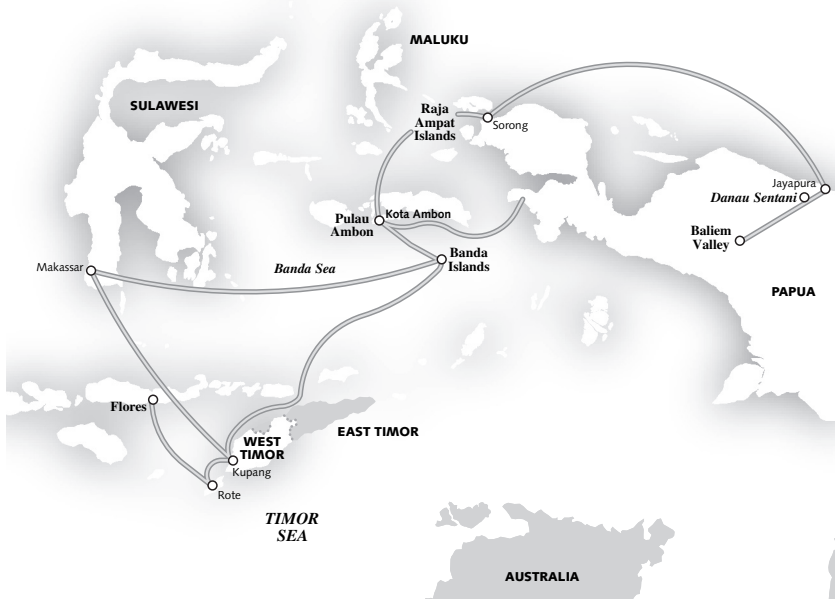 MALUKU
SULAWESI
Raja
Ampat
Islands
Sorong
Jayapura
Danau Sentani
Pulau
Ambon
Kota Ambon
Baliem
Valley
Banda
Islands
Makassar
Banda Sea
PAPUA
Flores
EAST TIMOR
WEST
TIMOR
Kupang
Rote
TIMOR
SEA
AUSTRALIA